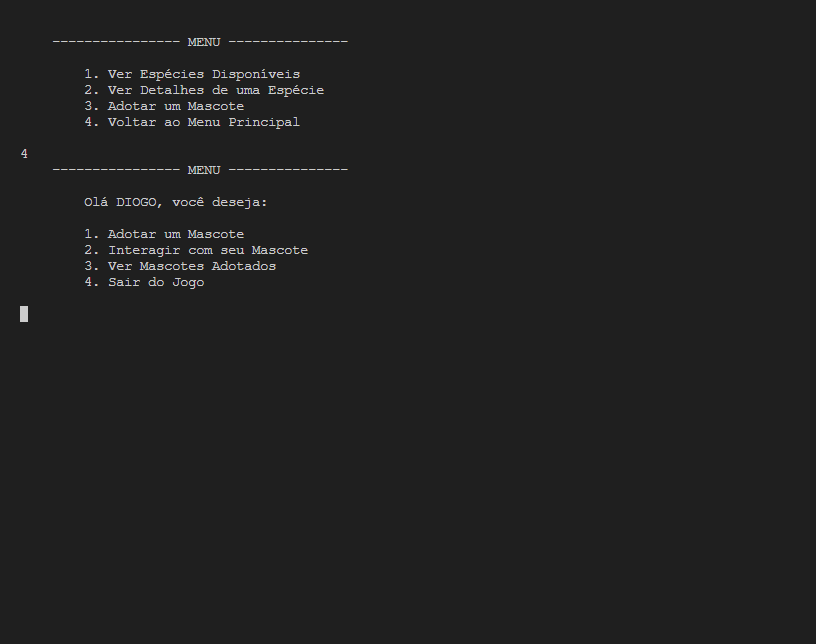 ---------------- MENU ---------------
1. Ver Espécies Disponíveis
2. Ver Detalhes de uma Espécie
3. Adotar um Mascote
4. Voltar ao Menu Principal
4
---------------- MENU ---------------
Olá DIOGO, você deseja:
1. Adotar um Mascote
2. Interagir com seu Mascote
3. Ver Mascotes Adotados
4. Sair do Jogo